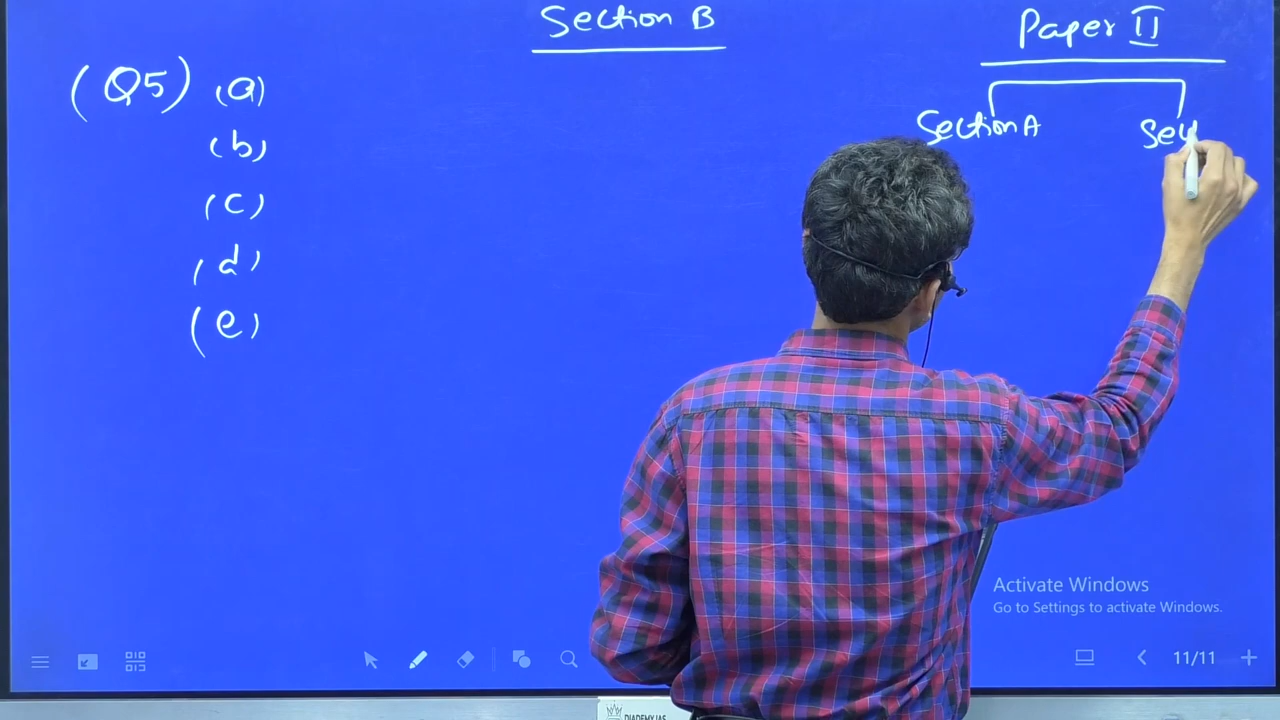 Section B
Paper II
(Q5) (a)
(b)
(c)
(d)
(e)
Section A
Activate Windows
Go to Settings to activate Windows.
11/11